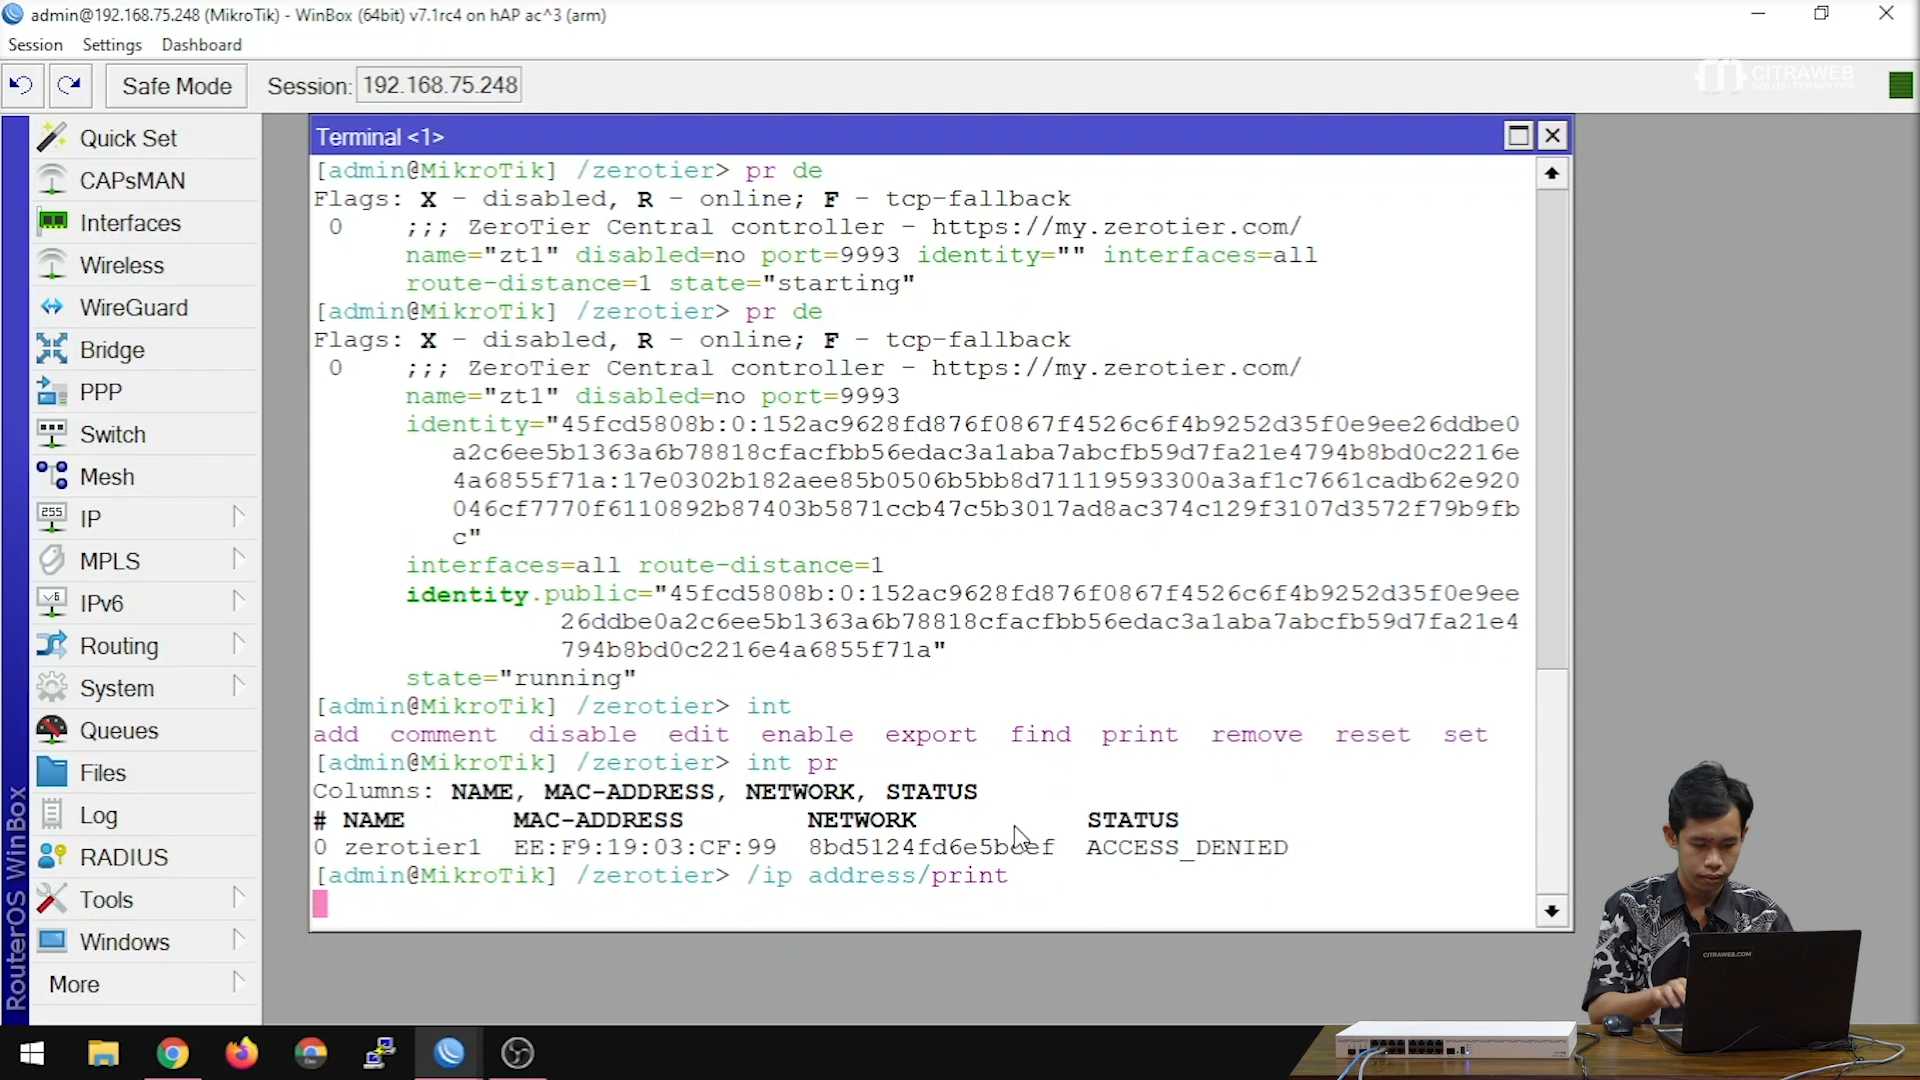 admin@192.168.75.248 (MikroTik) - WinBox (64bit) v7.1rc4 on hAP ac^3 (arm)
Session Settings Dashboard
Safe Mode Session: 192.168.75.248
CITRAWEB
SOLUSI TEKNOLOGI
Quick Set
CAPsMAN
Interfaces
Wireless
WireGuard
Bridge
PPP
Switch
Mesh
IP
MPLS
IPv6
Routing
System
Queues
Files
Log
RADIUS
Tools
Windows
More
RouterOS WinBox
Terminal <1>
[admin@MikroTik] /zerotier> pr de
Flags: X - disabled, R - online; F - tcp-fallback
0 ;;; ZeroTier Central controller - https://my.zerotier.com/
name="zt1" disabled=no port=9993 identity="" interfaces=all
route-distance=1 state="starting"
[admin@MikroTik] /zerotier> pr de
Flags: X - disabled, R - online; F - tcp-fallback
0 ;;; ZeroTier Central controller - https://my.zerotier.com/
name="zt1" disabled=no port=9993
identity="45fcd5808b:0:152ac9628fd876f0867f4526c6f4b9252d35f0e9ee26ddbe0
a2c6ee5b1363a6b78818cfacfbb56edac3a1aba7abcfb59d7fa21e4794b8bd0c2216e
4a6855f71a:17e0302b182aee85b0506b5bb8d71119593300a3af1c7661cadb62e920
046cf7770f6110892b87403b5871ccb47c5b3017ad8ac374c129f3107d3572f79b9fb
c"
interfaces=all route-distance=1
identity.public="45fcd5808b:0:152ac9628fd876f0867f4526c6f4b9252d35f0e9ee
26ddbe0a2c6ee5b1363a6b78818cfacfbb56edac3a1aba7abcfb59d7fa21e4
794b8bd0c2216e4a6855f71a"
state="running"
[admin@MikroTik] /zerotier> int
add comment disable edit enable export find print remove reset set
[admin@MikroTik] /zerotier> int pr
Columns: NAME, MAC-ADDRESS, NETWORK, STATUS
# NAME MAC-ADDRESS NETWORK STATUS
0 zerotier1 EE:F9:19:03:CF:99 ACCESS_DENIED
[admin@MikroTik] /zerotier> /ip address/print
CITRAWEB.COM